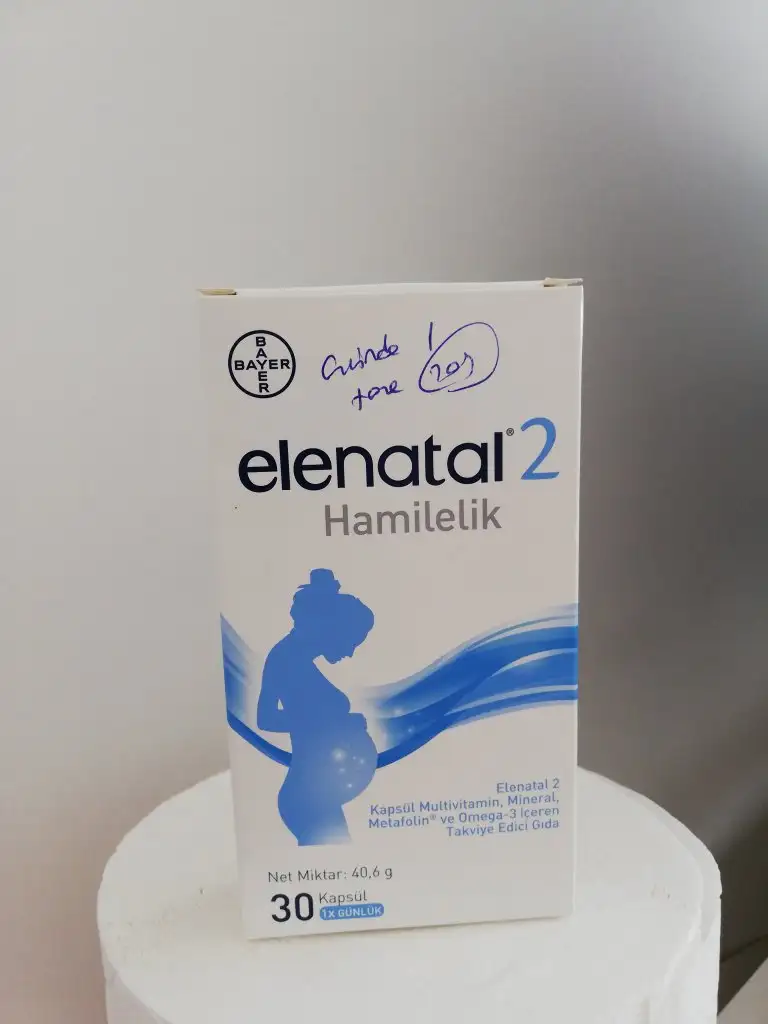 BAYER
BAYER
Günde 1
tane
elenatal® 2
Hamilelik
Elenatal 2
Kapsül Multivitamin, Mineral,
Metafolin® ve Omega-3 İçeren
Takviye Edici Gıda
Net Miktar: 40,6 g
30 Kapsül
1x GÜNLÜK